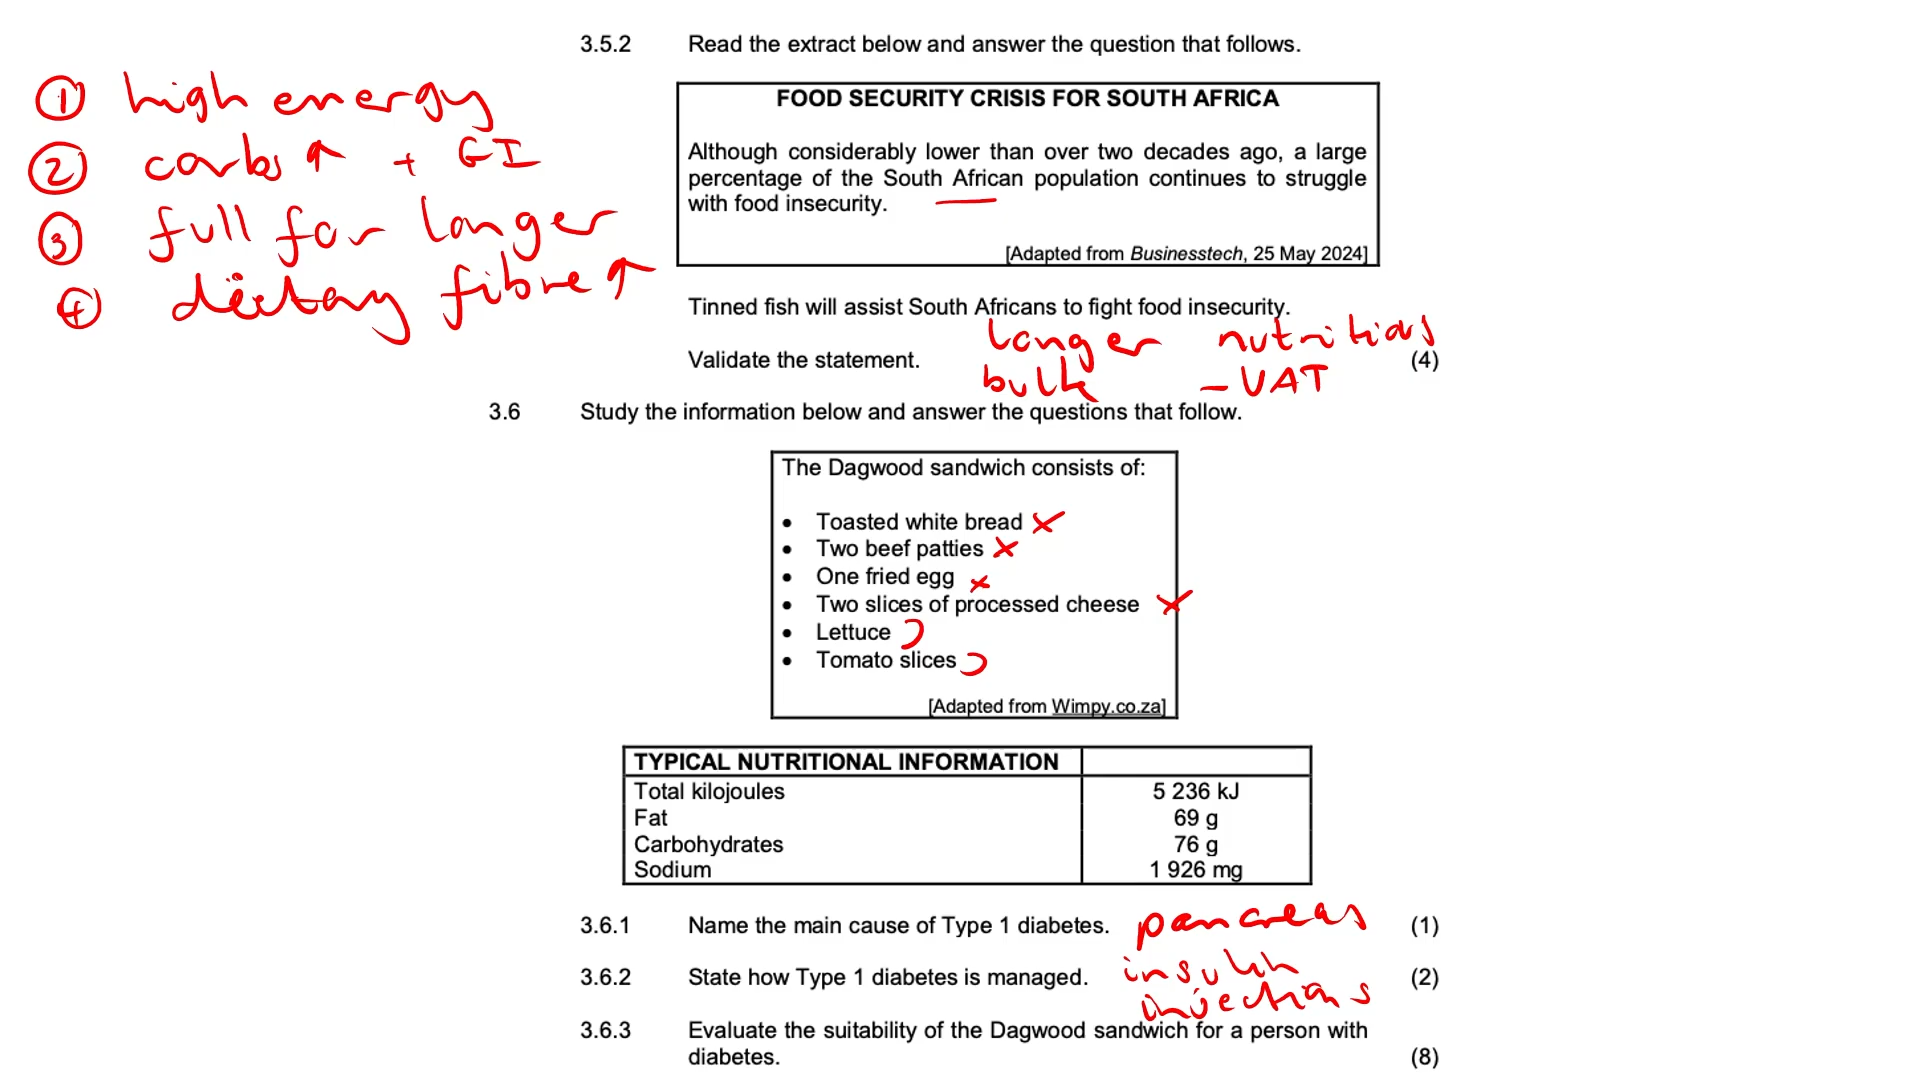 ① high energy
② carbs ↑ + GI
③ full for longer
④ dietary fibre ↑
3.5.2 Read the extract below and answer the question that follows.
FOOD SECURITY CRISIS FOR SOUTH AFRICA
Although considerably lower than over two decades ago, a large
percentage of the South African population continues to struggle
with food insecurity.
[Adapted from Businesstech, 25 May 2024]
Tinned fish will assist South Africans to fight food insecurity.
longer nutritious
Validate the statement. (4)
bulk - VAT
3.6 Study the information below and answer the questions that follow.
The Dagwood sandwich consists of:
• Toasted white bread ×
• Two beef patties ×
• One fried egg ×
• Two slices of processed cheese ×
• Lettuce
• Tomato slices
[Adapted from Wimpy.co.za]
TYPICAL NUTRITIONAL INFORMATION
Total kilojoules 5 236 kJ
Fat 69 g
Carbohydrates 76 g
Sodium 1 926 mg
3.6.1 Name the main cause of Type 1 diabetes. pancreas (1)
3.6.2 State how Type 1 diabetes is managed. insulin (2)
injections
3.6.3 Evaluate the suitability of the Dagwood sandwich for a person with
diabetes. (8)